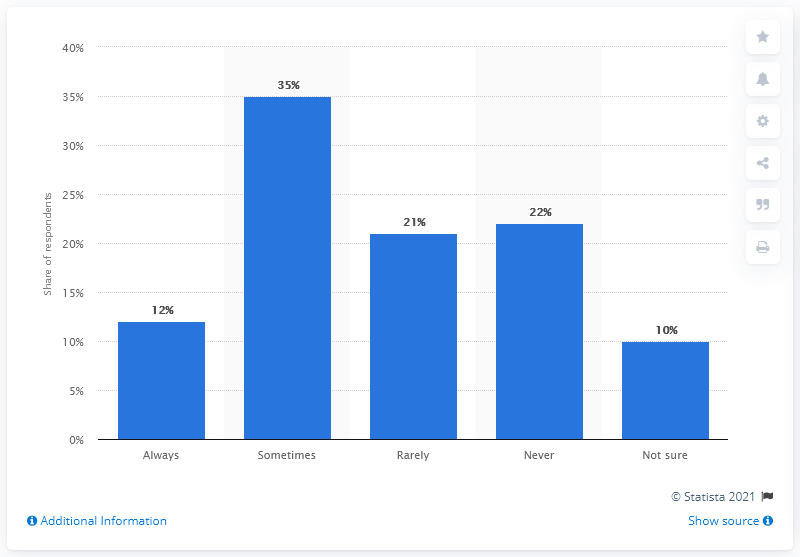 40%
35%
30%
25%
20%
15%
10%
5%
0%
Share of respondents
12%
35%
21%
22%
10%
Always
Sometimes
Rarely
Never
Not sure
© Statista 2021
Additional Information
Show source